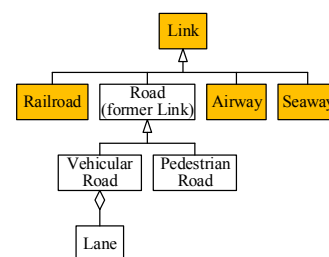 Link
Railroad
Road
(former Link)
Airway
Seaway
Vehicular
Road
Pedestrian
Road
Lane